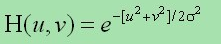 H(u,v) = e^{-[u^2+v^2]/2σ^2}